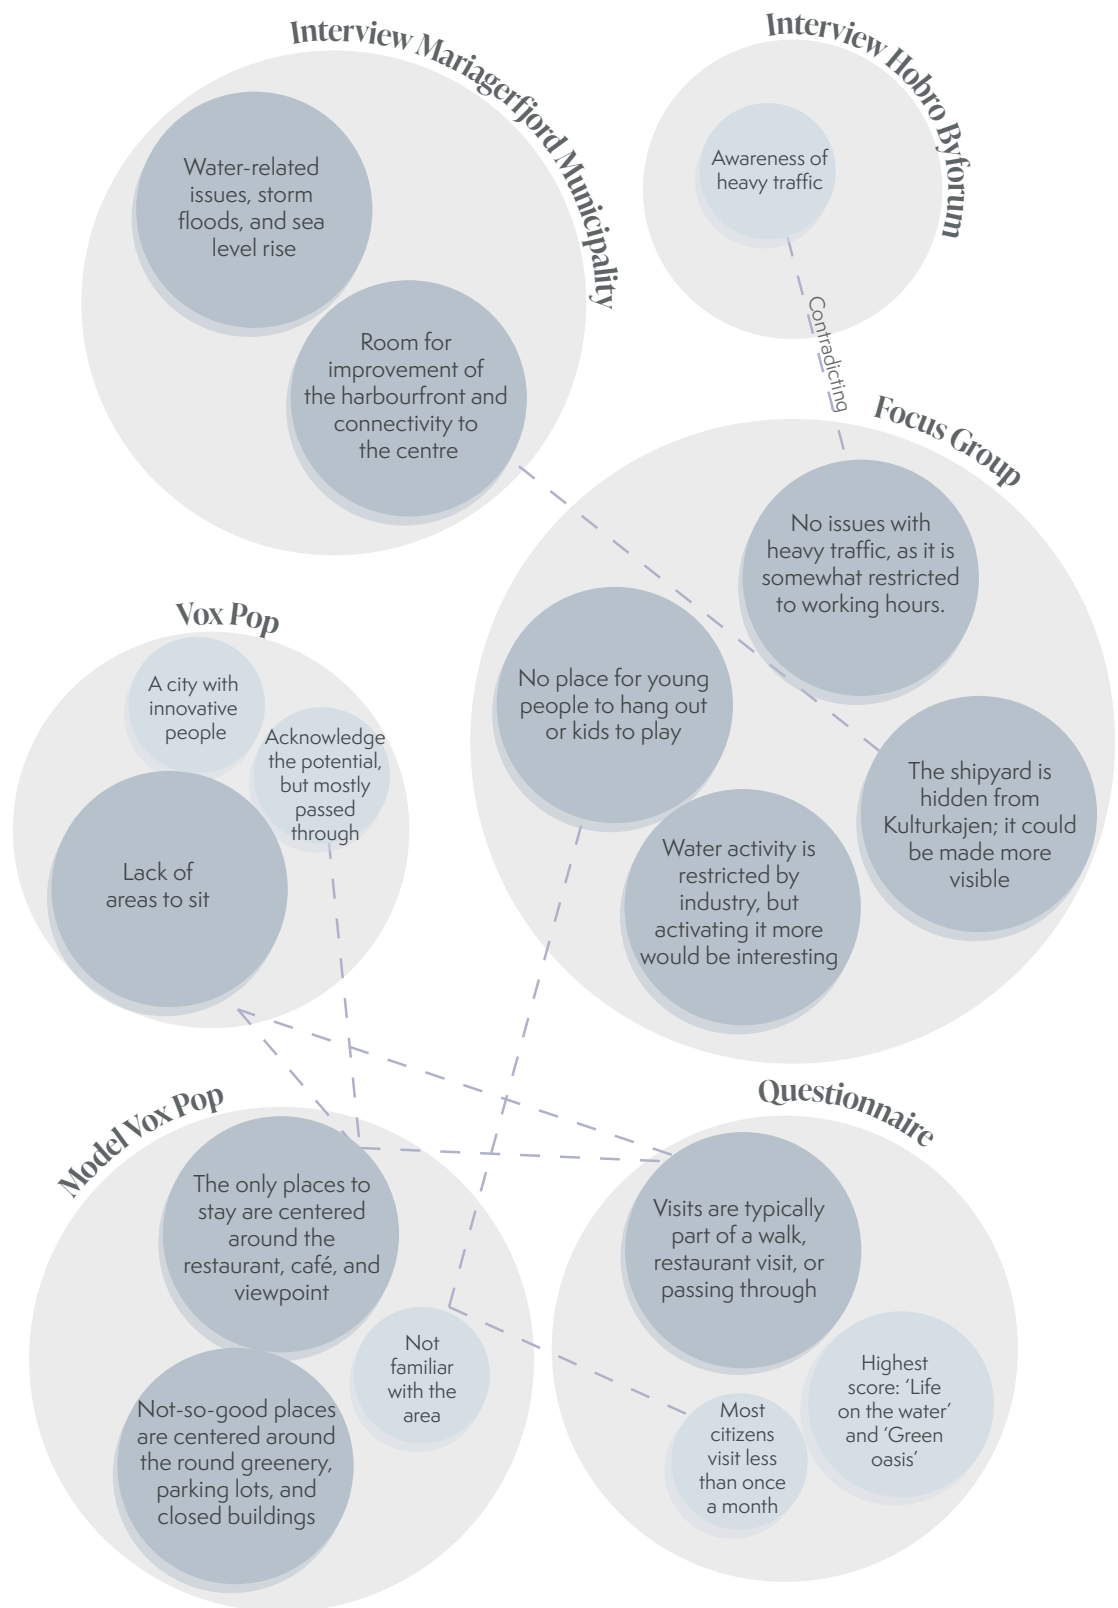 Interview Mariagerfjord Municipality
Water-related
issues, storm
floods, and sea
level rise
Room for
improvement of
the harbourfront and
connectivity to
the centre
Interview Hobro Byforum
Awareness of
heavy traffic
Contradicting
Focus Group
No issues with
heavy traffic, as it is
somewhat restricted
to working hours.
No place for young
people to hang out
or kids to play
The shipyard is
hidden from
Kulturkajen; it could
be made more
visible
Water activity is
restricted by
industry, but
activating it more
would be interesting
Vox Pop
A city with
innovative
people
Acknowledge
the potential,
but mostly
passed
through
Lack of
areas to sit
Model Vox Pop
The only places to
stay are centered
around the
restaurant, café, and
viewpoint
Not
familiar
with the
area
Not-so-good places
are centered around
the round greenery,
parking lots, and
closed buildings
Questionnaire
Visits are typically
part of a walk,
restaurant visit, or
passing through
Highest
score: ‘Life
on the water’
and ‘Green
oasis’
Most
citizens
visit less
than once
a month